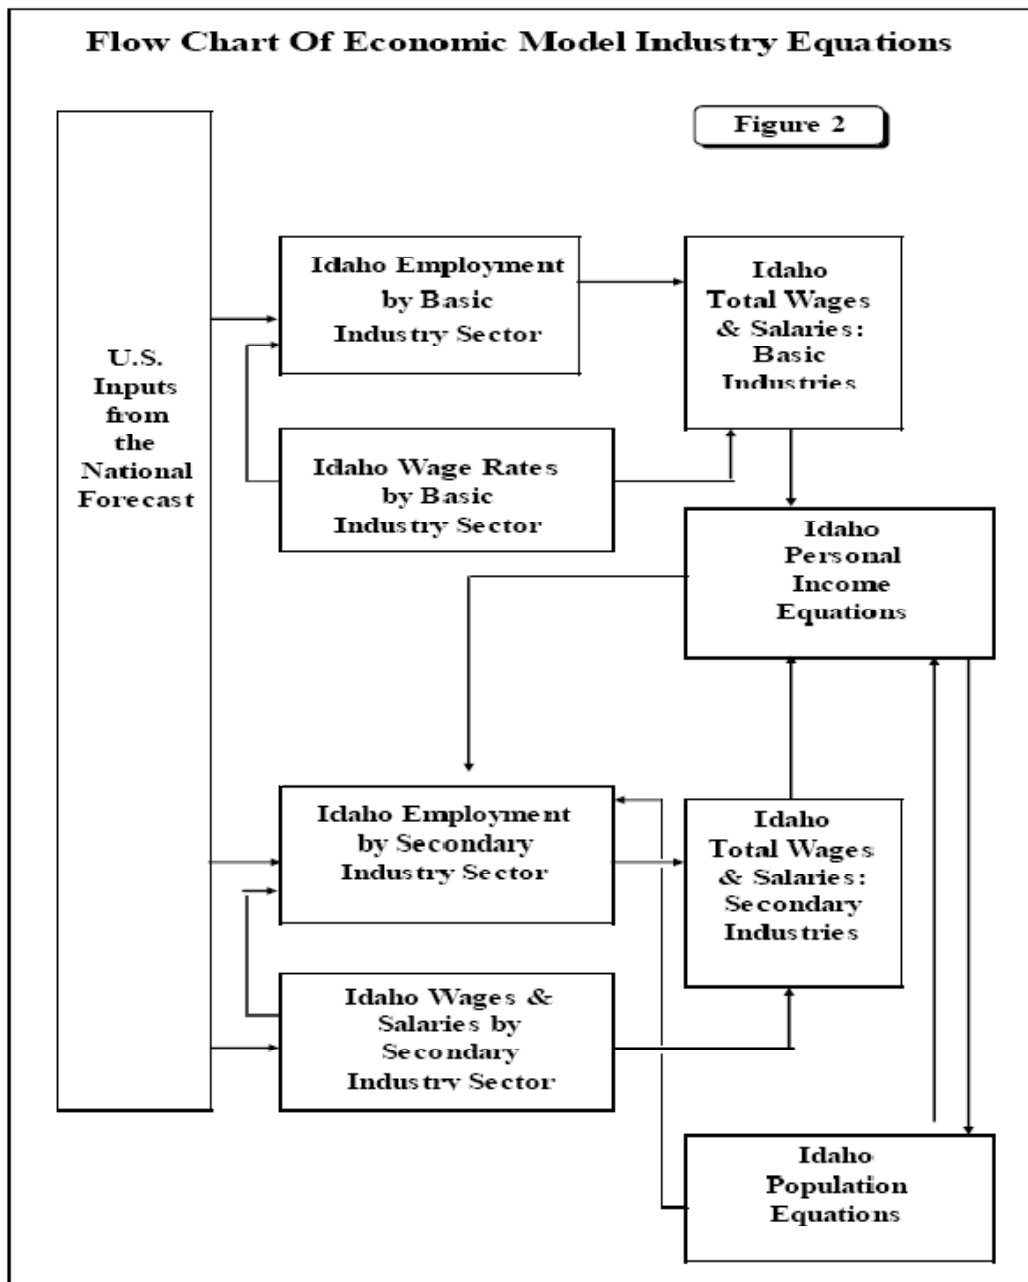 Flow Chart Of Economic Model Industry Equations
Figure 2
U.S.
Inputs
from
the
National
Forecast
Idaho Employment
by Basic
Industry Sector
Idaho
Total Wages
& Salaries:
Basic
Industries
Idaho Wage Rates
by Basic
Industry Sector
Idaho
Personal
Income
Equations
Idaho Employment
by Secondary
Industry Sector
Idaho
Total Wages
& Salaries:
Secondary
Industries
Idaho Wages &
Salaries by
Secondary
Industry Sector
Idaho
Population
Equations